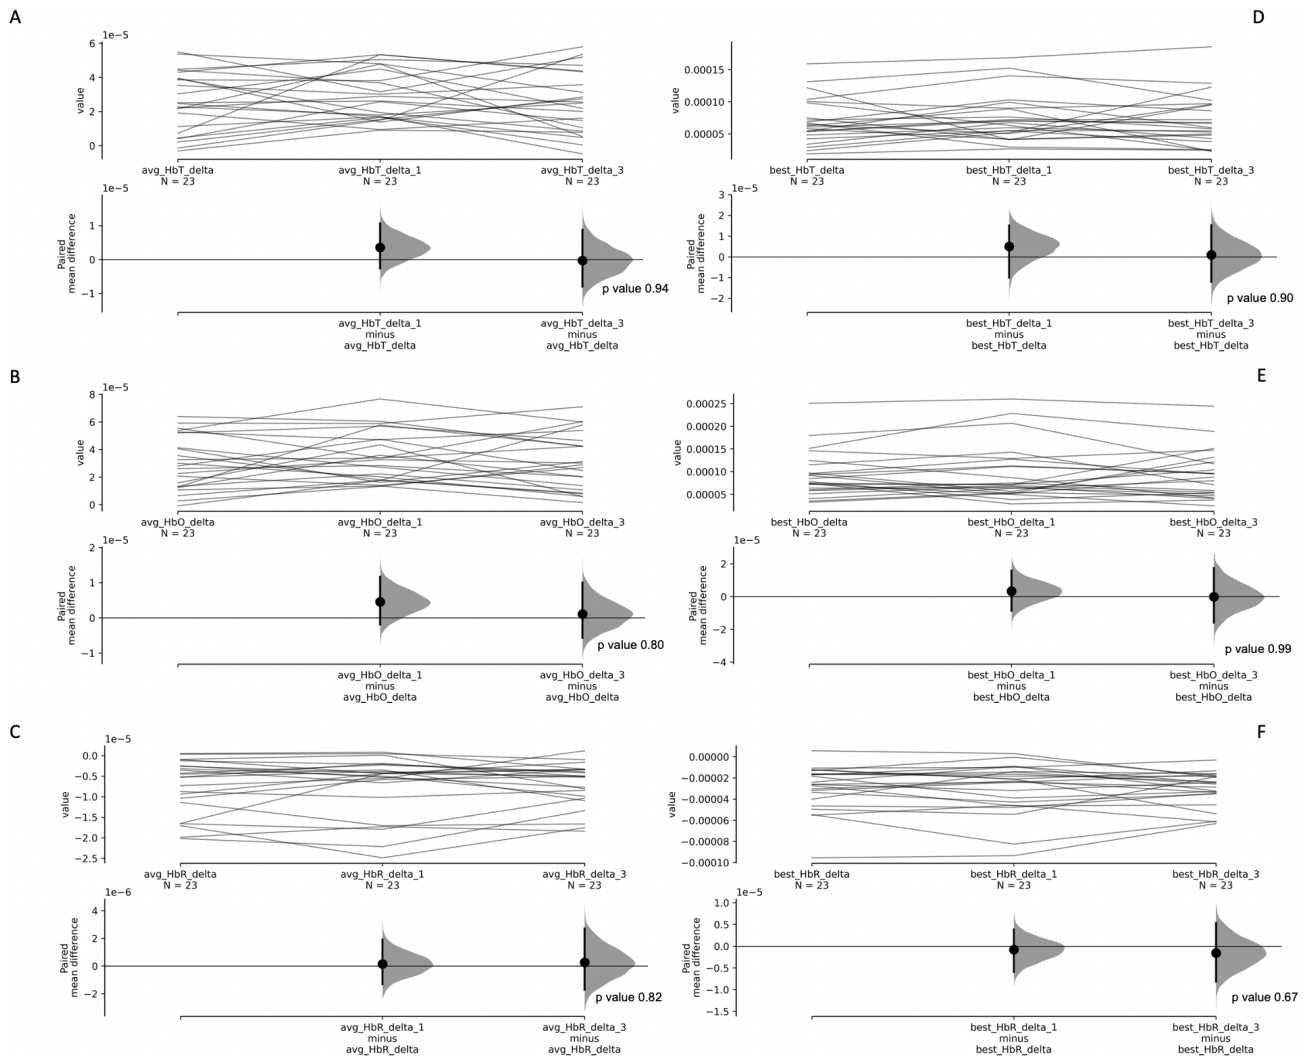 A
1e−5
6
4
2
0
value
avg_HbT_delta
N = 23
avg_HbT_delta_1
N = 23
avg_HbT_delta_3
N = 23
1e−5
1
0
−1
Paired
mean difference
p value 0.94
avg_HbT_delta_1
minus
avg_HbT_delta
avg_HbT_delta_3
minus
avg_HbT_delta
D
0.00015
0.00010
0.00005
value
best_HbT_delta
N = 23
best_HbT_delta_1
N = 23
best_HbT_delta_3
N = 23
1e−5
3
2
1
0
−1
−2
Paired
mean difference
p value 0.90
best_HbT_delta_1
minus
best_HbT_delta
best_HbT_delta_3
minus
best_HbT_delta
B
1e−5
8
6
4
2
0
value
avg_HbO_delta
N = 23
avg_HbO_delta_1
N = 23
avg_HbO_delta_3
N = 23
1e−5
2
1
0
−1
Paired
mean difference
p value 0.80
avg_HbO_delta_1
minus
avg_HbO_delta
avg_HbO_delta_3
minus
avg_HbO_delta
E
0.00025
0.00020
0.00015
0.00010
0.00005
value
best_HbO_delta
N = 23
best_HbO_delta_1
N = 23
best_HbO_delta_3
N = 23
1e−5
2
0
−2
−4
Paired
mean difference
p value 0.99
best_HbO_delta_1
minus
best_HbO_delta
best_HbO_delta_3
minus
best_HbO_delta
C
1e−5
0.0
−0.5
−1.0
−1.5
−2.0
−2.5
value
avg_HbR_delta
N = 23
avg_HbR_delta_1
N = 23
avg_HbR_delta_3
N = 23
1e−6
4
2
0
−2
Paired
mean difference
p value 0.82
avg_HbR_delta_1
minus
avg_HbR_delta
avg_HbR_delta_3
minus
avg_HbR_delta
F
0.00000
−0.00002
−0.00004
−0.00006
−0.00008
−0.00010
value
best_HbR_delta
N = 23
best_HbR_delta_1
N = 23
best_HbR_delta_3
N = 23
1e−5
1.0
0.5
0.0
−0.5
−1.0
−1.5
Paired
mean difference
p value 0.67
best_HbR_delta_1
minus
best_HbR_delta
best_HbR_delta_3
minus
best_HbR_delta